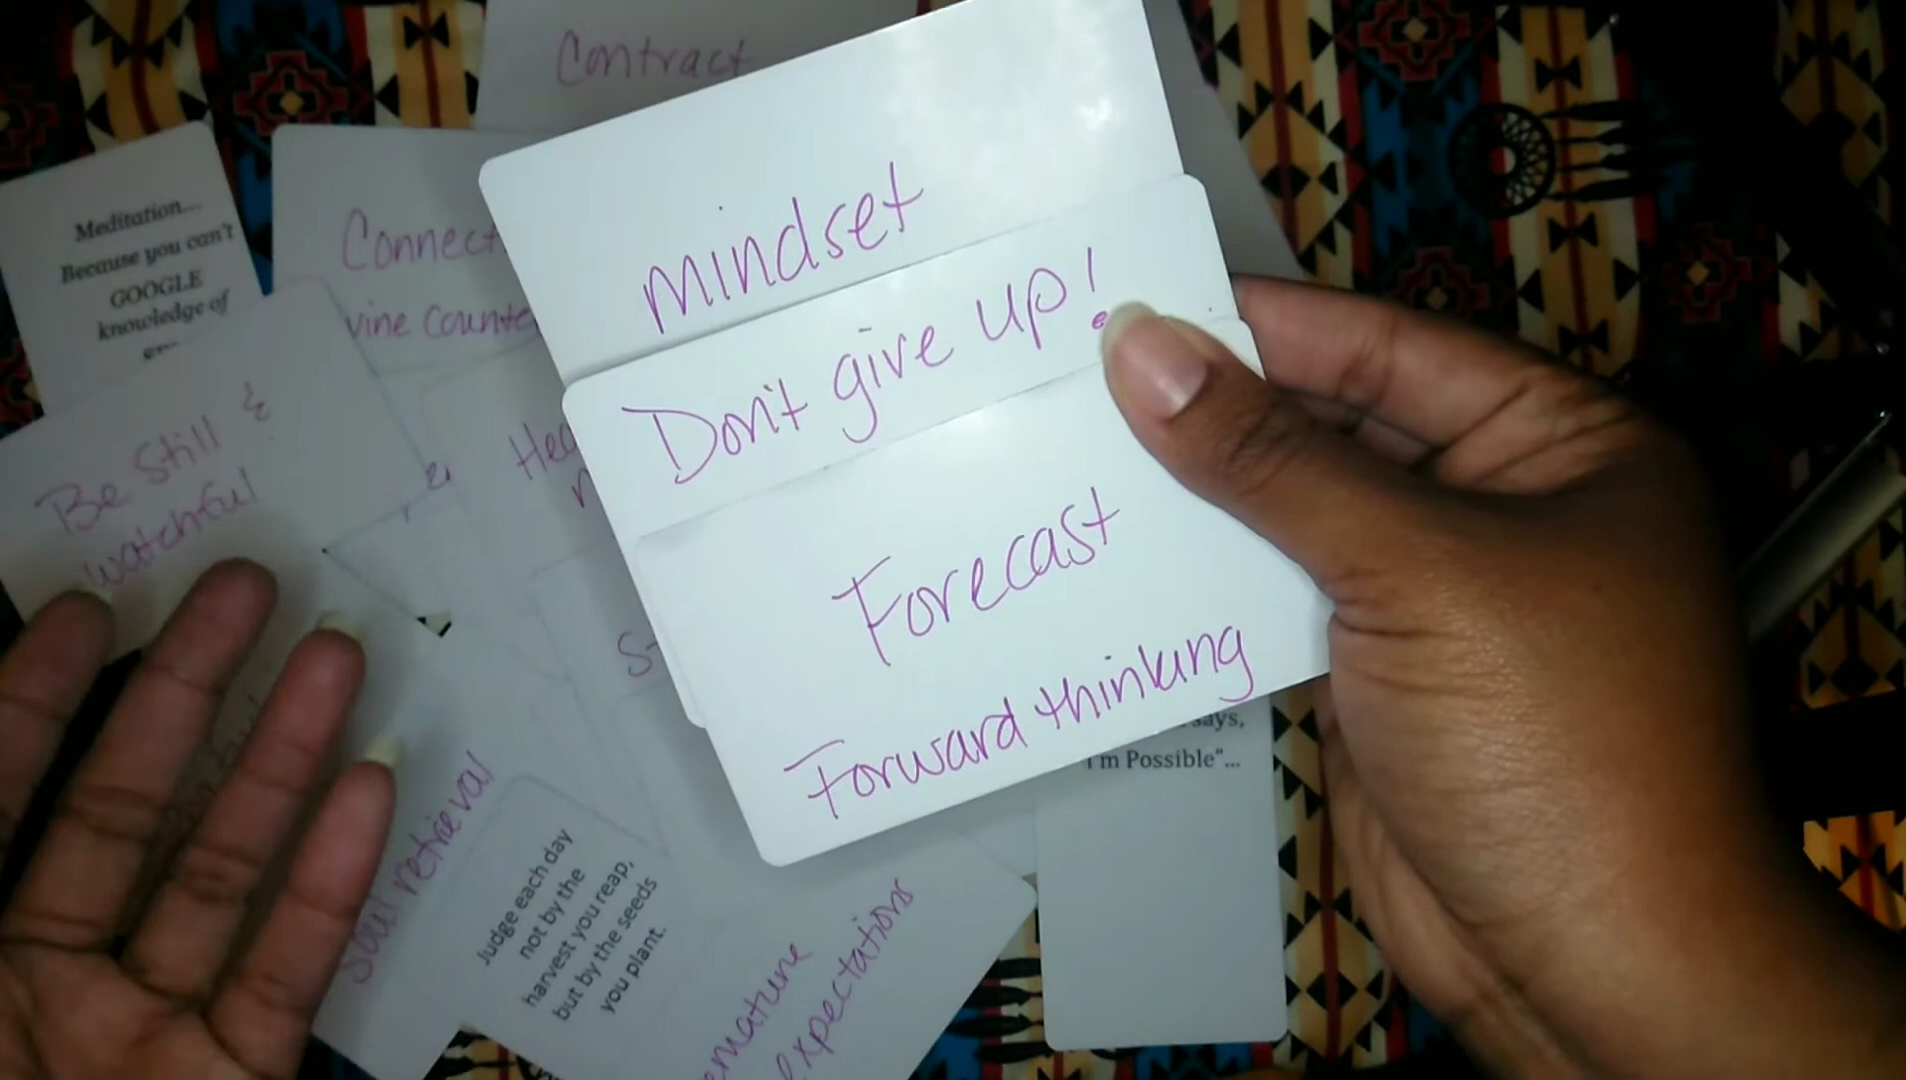 Contract
mindset
Don't give up!
Forecast
Forward thinking
Meditation...
Because you can't
GOOGLE
knowledge of
Connect
Be Still &
watchful
Soul retrieval
Judge each day
not by the
harvest you reap,
but by the seeds
you plant.
expectations
says,
I'm Possible"...